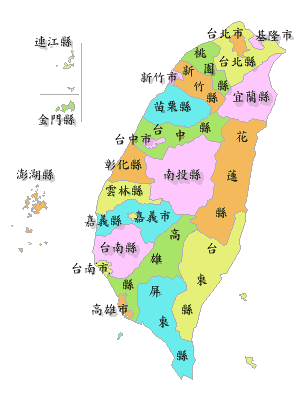 連江縣
台北市
基隆市
桃園縣
台北縣
新竹市
新竹縣
宜蘭縣
苗栗縣
金門縣
台中市
台中縣
花蓮縣
彰化縣
南投縣
澎湖縣
雲林縣
嘉義縣
嘉義市
台南縣
高雄縣
台東縣
台南市
高雄市
屏東縣